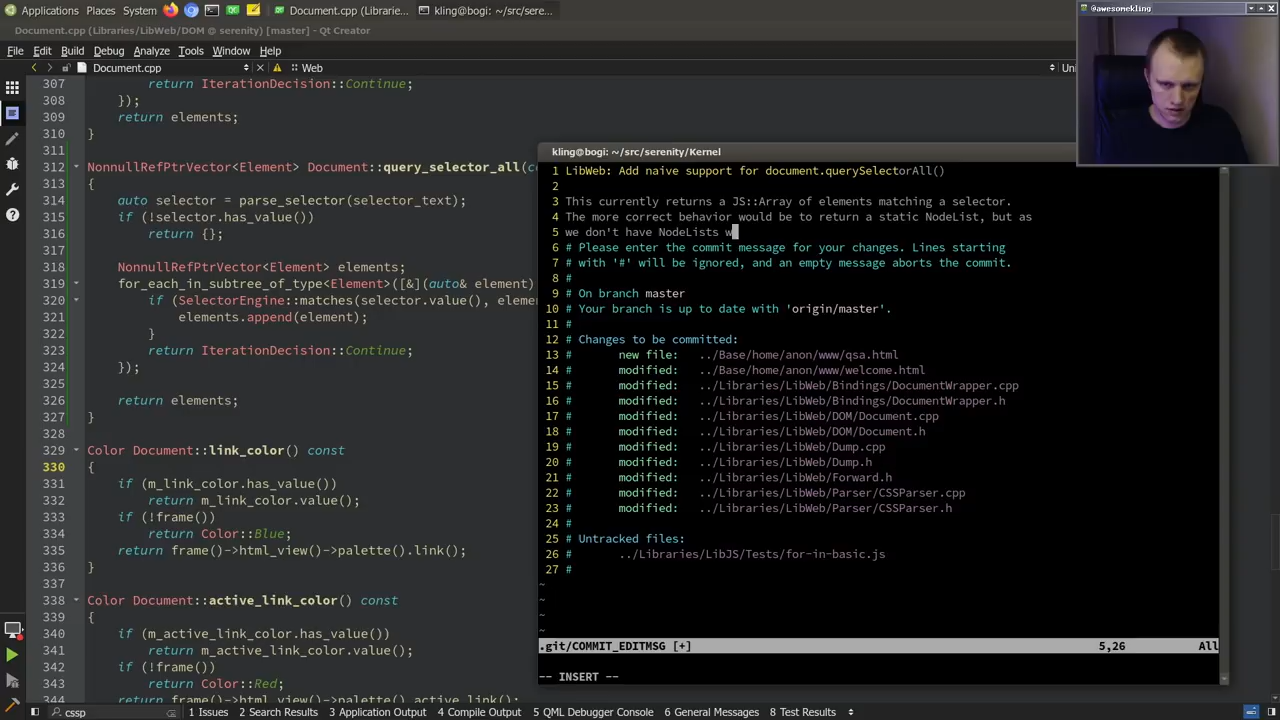 Applications Places System Document.cpp (Librarie... kling@bogi: ~/src/sere...
@awesomekling
Document.cpp (Libraries/LibWeb/DOM @ serenity) [master] - Qt Creator
File Edit Build Debug Analyze Tools Window Help
Document.cpp Web
307 return IterationDecision::Continue;
308 });
309 return elements;
310 }
311
312 NonnullRefPtrVector<Element> Document::query_selector_all(
313 {
314 auto selector = parse_selector(selector_text);
315 if (!selector.has_value())
316 return {};
317
318 NonnullRefPtrVector<Element> elements;
319 for_each_in_subtree_of_type<Element>([&](auto& element)
320 if (SelectorEngine::matches(selector.value(), eleme
321 elements.append(element);
322 }
323 return IterationDecision::Continue;
324 });
325
326 return elements;
327 }
328
329 Color Document::link_color() const
330 {
331 if (m_link_color.has_value())
332 return m_link_color.value();
333 if (!frame())
334 return Color::Blue;
335 return frame()->html_view()->palette().link();
336 }
337
338 Color Document::active_link_color() const
339 {
340 if (m_active_link_color.has_value())
341 return m_active_link_color.value();
342 if (!frame())
343 return Color::Red;
344 return frame()->html_view()->palette().active_link();
kling@bogi: ~/src/serenity/Kernel
1 LibWeb: Add naive support for document.querySelectorAll()
2
3 This currently returns a JS::Array of elements matching a selector.
4 The more correct behavior would be to return a static NodeList, but as
5 we don't have NodeLists w
6 # Please enter the commit message for your changes. Lines starting
7 # with '#' will be ignored, and an empty message aborts the commit.
8 #
9 # On branch master
10 # Your branch is up to date with 'origin/master'.
11 #
12 # Changes to be committed:
13 # new file: ../Base/home/anon/www/qsa.html
14 # modified: ../Base/home/anon/www/welcome.html
15 # modified: ../Libraries/LibWeb/Bindings/DocumentWrapper.cpp
16 # modified: ../Libraries/LibWeb/Bindings/DocumentWrapper.h
17 # modified: ../Libraries/LibWeb/DOM/Document.cpp
18 # modified: ../Libraries/LibWeb/DOM/Document.h
19 # modified: ../Libraries/LibWeb/Dump.cpp
20 # modified: ../Libraries/LibWeb/Dump.h
21 # modified: ../Libraries/LibWeb/Forward.h
22 # modified: ../Libraries/LibWeb/Parser/CSSParser.cpp
23 # modified: ../Libraries/LibWeb/Parser/CSSParser.h
24 #
25 # Untracked files:
26 # ../Libraries/LibJS/Tests/for-in-basic.js
27 #
~
~
~
~
.git/COMMIT_EDITMSG [+] 5,26 All
-- INSERT --
cssp 1 Issues 2 Search Results 3 Application Output 4 Compile Output 5 QML Debugger Console 6 General Messages 8 Test Results